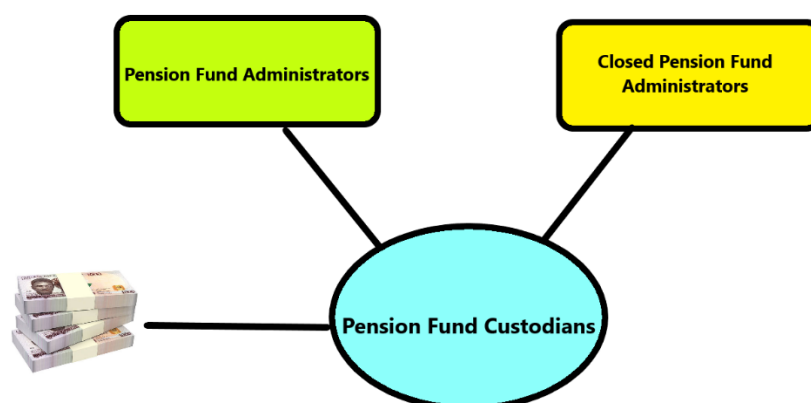 Pension Fund Administrators
Closed Pension Fund
Administrators
Pension Fund Custodians